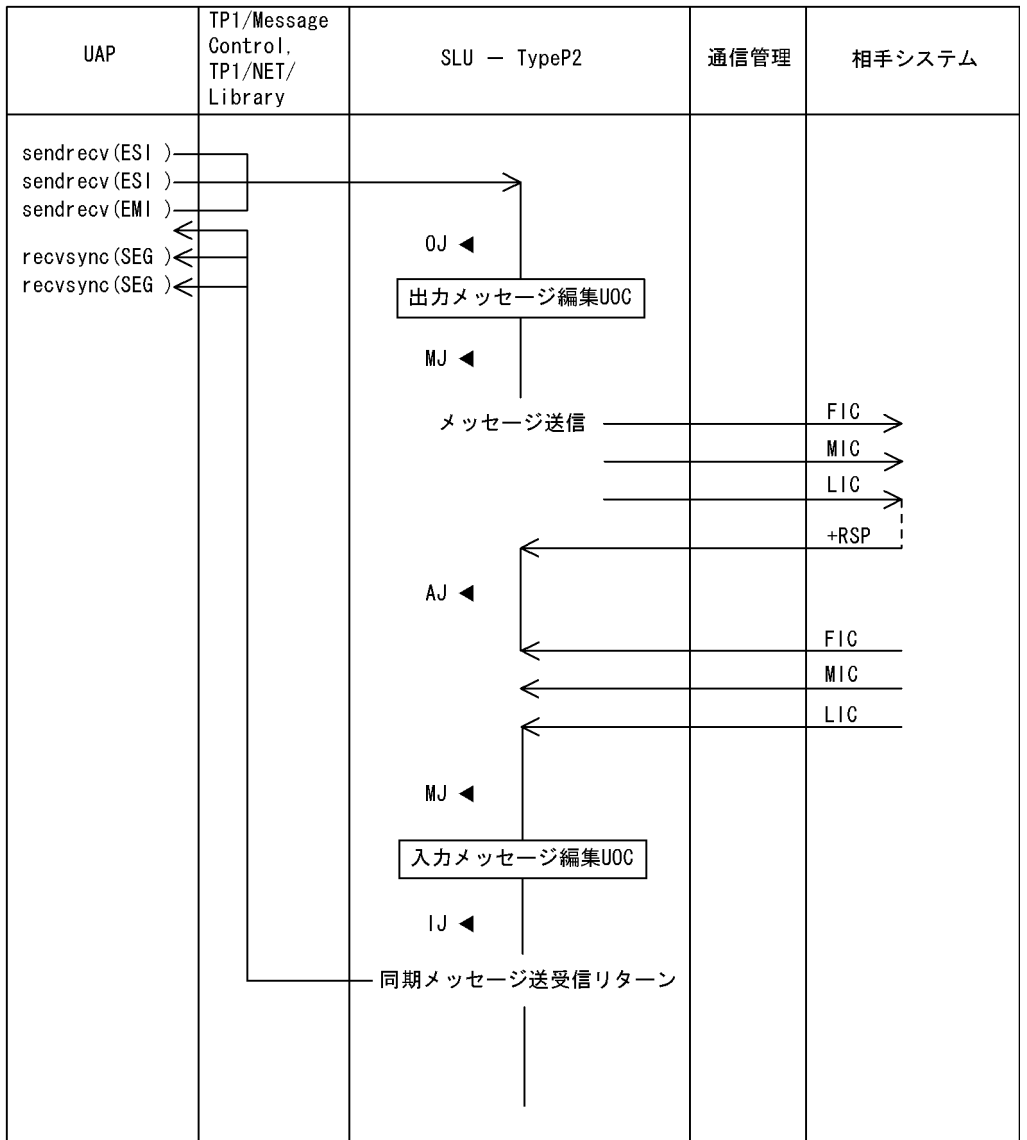 UAP
TP1/Message
Control,
TP1/NET/
Library
SLU － TypeP2
通信管理
相手システム
sendrecv(ESI )
sendrecv(ESI )
sendrecv(EMI )
recvsync(SEG )
recvsync(SEG )
OJ ◀
出力メッセージ編集UOC
MJ ◀
メッセージ送信
FIC
MIC
LIC
+RSP
AJ ◀
FIC
MIC
LIC
MJ ◀
入力メッセージ編集UOC
IJ ◀
同期メッセージ送受信リターン